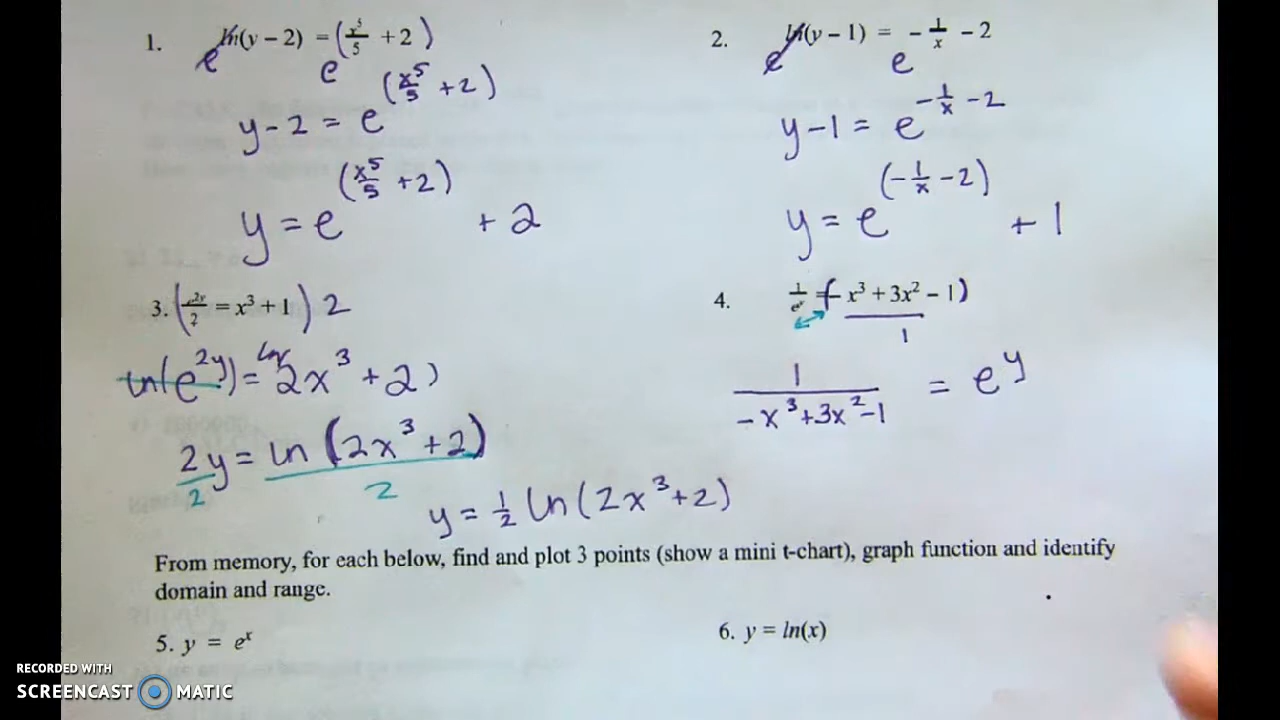 1. ln(y − 2) = (x⁵/5 + 2)
e e
y - 2 = e^(x⁵/5 + 2)
y = e^(x⁵/5 + 2) + 2
2. ln(y − 1) = − 1/x − 2
e e
y - 1 = e^(-1/x - 2)
y = e^(-1/x - 2) + 1
3. (e^2y/2 = x³ + 1) 2
ln(e^2y) = ln 2x³ + 2)
2y = ln (2x³ + 2)
2 2
y = 1/2 ln (2x³ + 2)
4. 1/e^y = (− x³ + 3x² − 1)
1
1/(-x³ + 3x² - 1) = e^y
From memory, for each below, find and plot 3 points (show a mini t-chart), graph function and identify
domain and range.
5. y = eˣ
6. y = ln(x)
RECORDED WITH
SCREENCAST MATIC